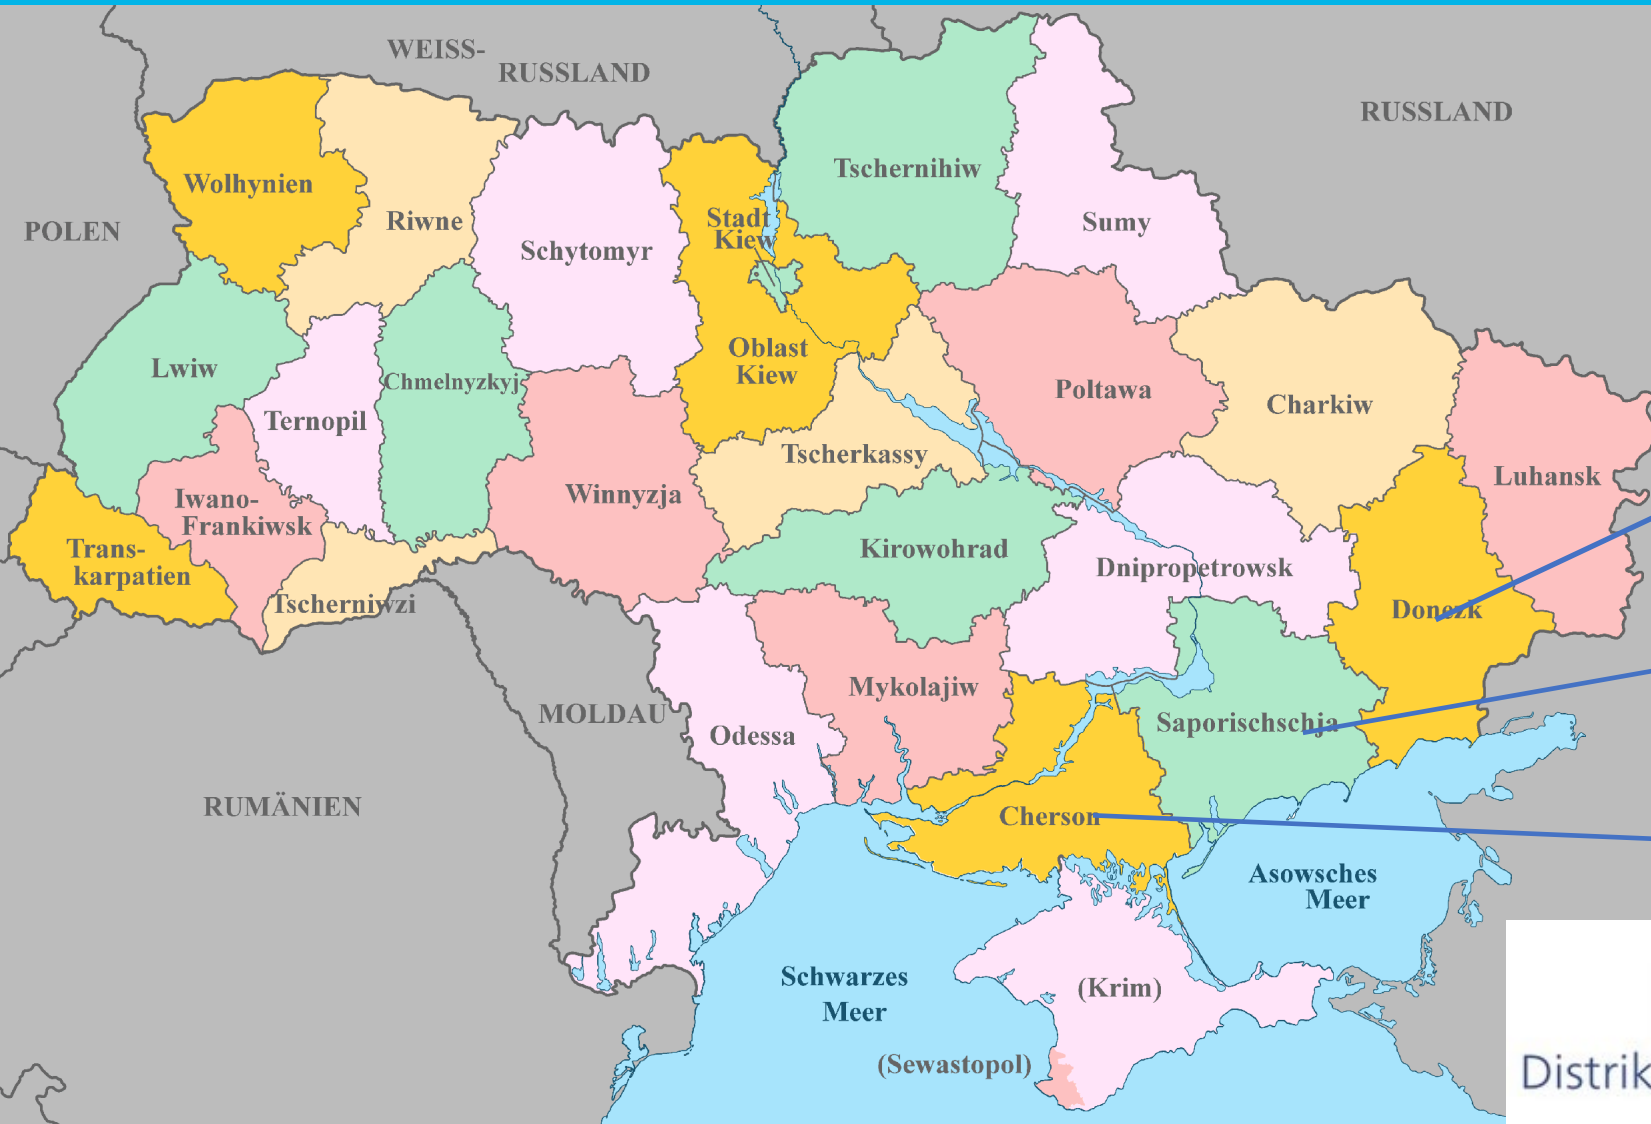 WEISS-
RUSSLAND
RUSSLAND
POLEN
Wolhynien
Riwne
Schytomyr
Stadt
Kiew
Tschernihiw
Sumy
Lwiw
Ternopil
Chmelnyzkyj
Oblast
Kiew
Poltawa
Charkiw
Luhansk
Tscherkassy
Winnyzja
Iwano-
Frankiwsk
Trans-
karpatien
Tscherniwzi
Kirowohrad
Dnipropetrowsk
Donezk
MOLDAU
Odessa
Mykolajiw
Saporischschja
RUMÄNIEN
Cherson
Asowsches
Meer
Schwarzes
Meer
(Krim)
(Sewastopol)
Distrik